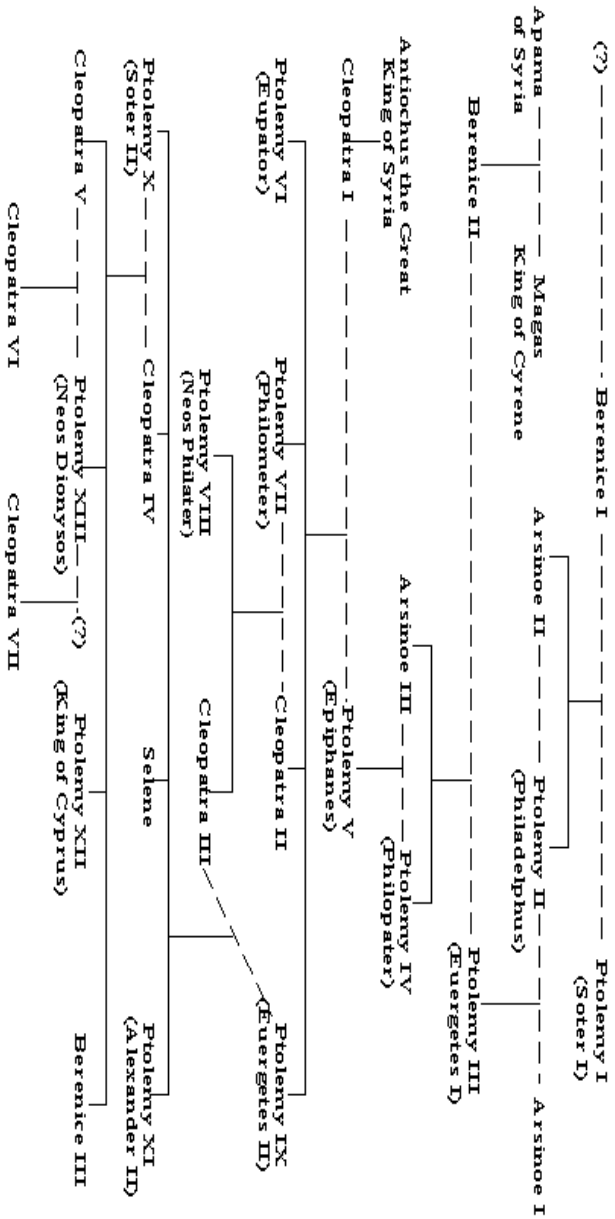 (?) Berenice I Ptolemy I
(Soter I)
Apama Magas Arsinoe II Ptolemy II Arsinoe I
of Syria King of Cyrene (Philadelphus)
Berenice II Ptolemy III
(Euergetes I)
Antiochus the Great Arsinoe III Ptolemy IV
King of Syria (Philopater)
Cleopatra I Ptolemy V
(Epiphanes)
Ptolemy VI Ptolemy VII Cleopatra II Ptolemy IX
(Eupator) (Philometer) (Euergetes II)
Ptolemy VIII Cleopatra III
(Neos Philater)
Ptolemy X Cleopatra IV Selene Ptolemy XI
(Soter II) (Alexander II)
Cleopatra V Ptolemy XIII (?) Ptolemy XII Berenice III
(Neos Dionysos) (King of Cyprus)
Cleopatra VI Cleopatra VII